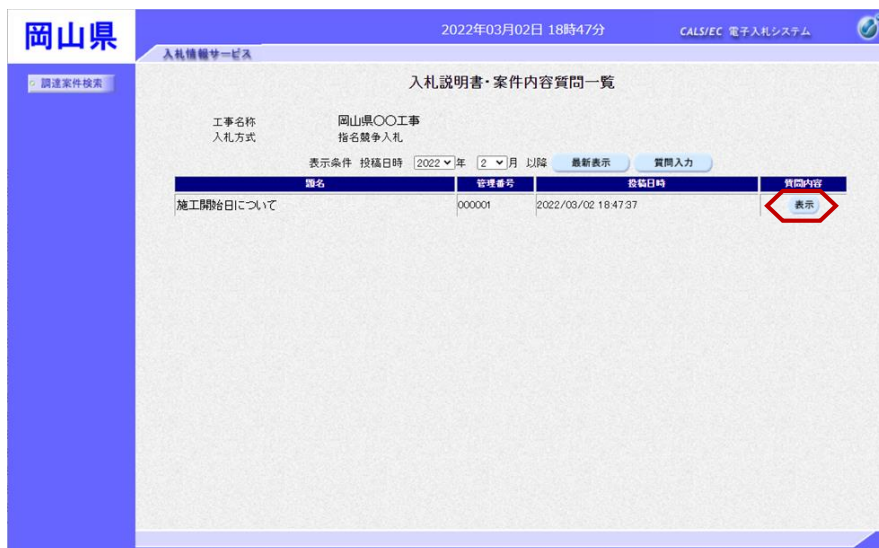 岡山県
2022年03月02日 18時47分
CALS/EC 電子入札システム
入札情報サービス
調達案件検索
入札説明書・案件内容質問一覧
工事名称 岡山県〇〇工事
入札方式 指名競争入札
表示条件 投稿日時 2022 年 2 月 以降 最新表示 質問入力
題名 管理番号 投稿日時 質問内容
施工開始日について 000001 2022/03/02 18:47:37 表示